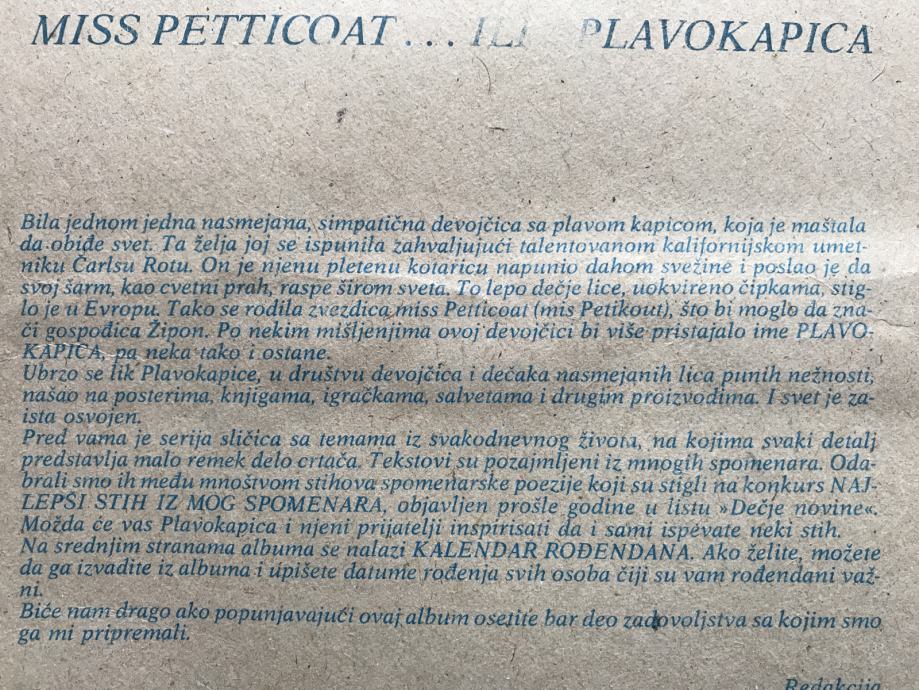 MISS PETTICOAT . . . ILI PLAVOKAPICA
Bila jednom jedna nasmejana, simpatična devojčica sa plavom kapicom, koja je maštala
da obiđe svet. Ta želja joj se ispunila zahvaljujući talentovanom kalifornijskom umet-
niku Čarlsu Rotu. On je njenu pletenu kotaricu napunio dahom svežine i poslao je da
svoj šarm, kao cvetni prah, raspe širom sveta. To lepo dečje lice, uokvireno čipkama, stig-
lo je u Evropu. Tako se rodila zvezdica miss Petticoat (mis Petikout), što bi moglo da zna-
či gospođica Žipon. Po nekim mišljenjima ovoj devojčici bi više pristajalo ime PLAVO-
KAPICA, pa neka tako i ostane.
Ubrzo se lik Plavokapice, u društvu devojčica i dečaka nasmejanih lica punih nežnosti,
našao na posterima, knjigama, igračkama, salvetama i drugim proizvodima. I svet je za-
ista osvojen.
Pred vama je serija sličica sa temama iz svakodnevnog života, na kojima svaki detalj
predstavlja malo remek delo crtača. Tekstovi su pozajmljeni iz mnogih spomenara. Oda-
brali smo ih među mnoštvom stihova spomenarske poezije koji su stigli na konkurs NAJ-
LEPŠI STIH IZ MOG SPOMENARA, objavljen prošle godine u listu »Dečje novine«.
Možda će vas Plavokapica i njeni prijatelji inspirisati da i sami ispevate neki stih.
Na srednjim stranama albuma se nalazi KALENDAR ROĐENDANA. Ako želite, možete
da ga izvadite iz albuma i upišete datume rođenja svih osoba čiji su vam rođendani važ-
ni.
Biće nam drago ako popunjavajući ovaj album osetite bar deo zadovoljstva sa kojim smo
ga mi pripremali.
Redakcija